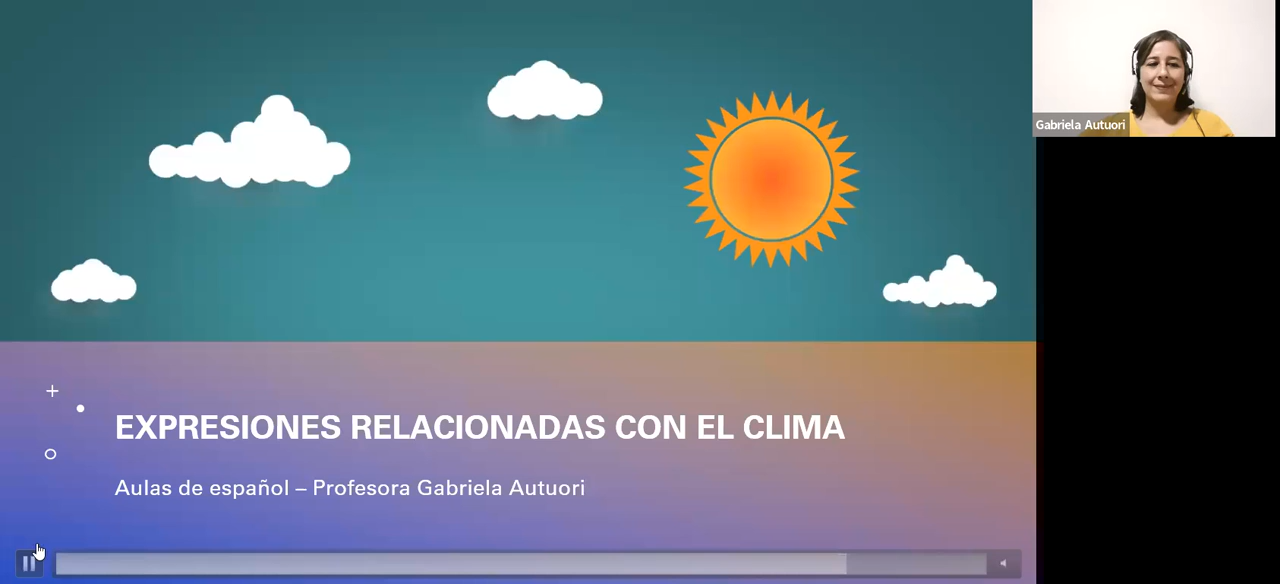 Gabriela Autuori
EXPRESIONES RELACIONADAS CON EL CLIMA
Aulas de español – Profesora Gabriela Autuori